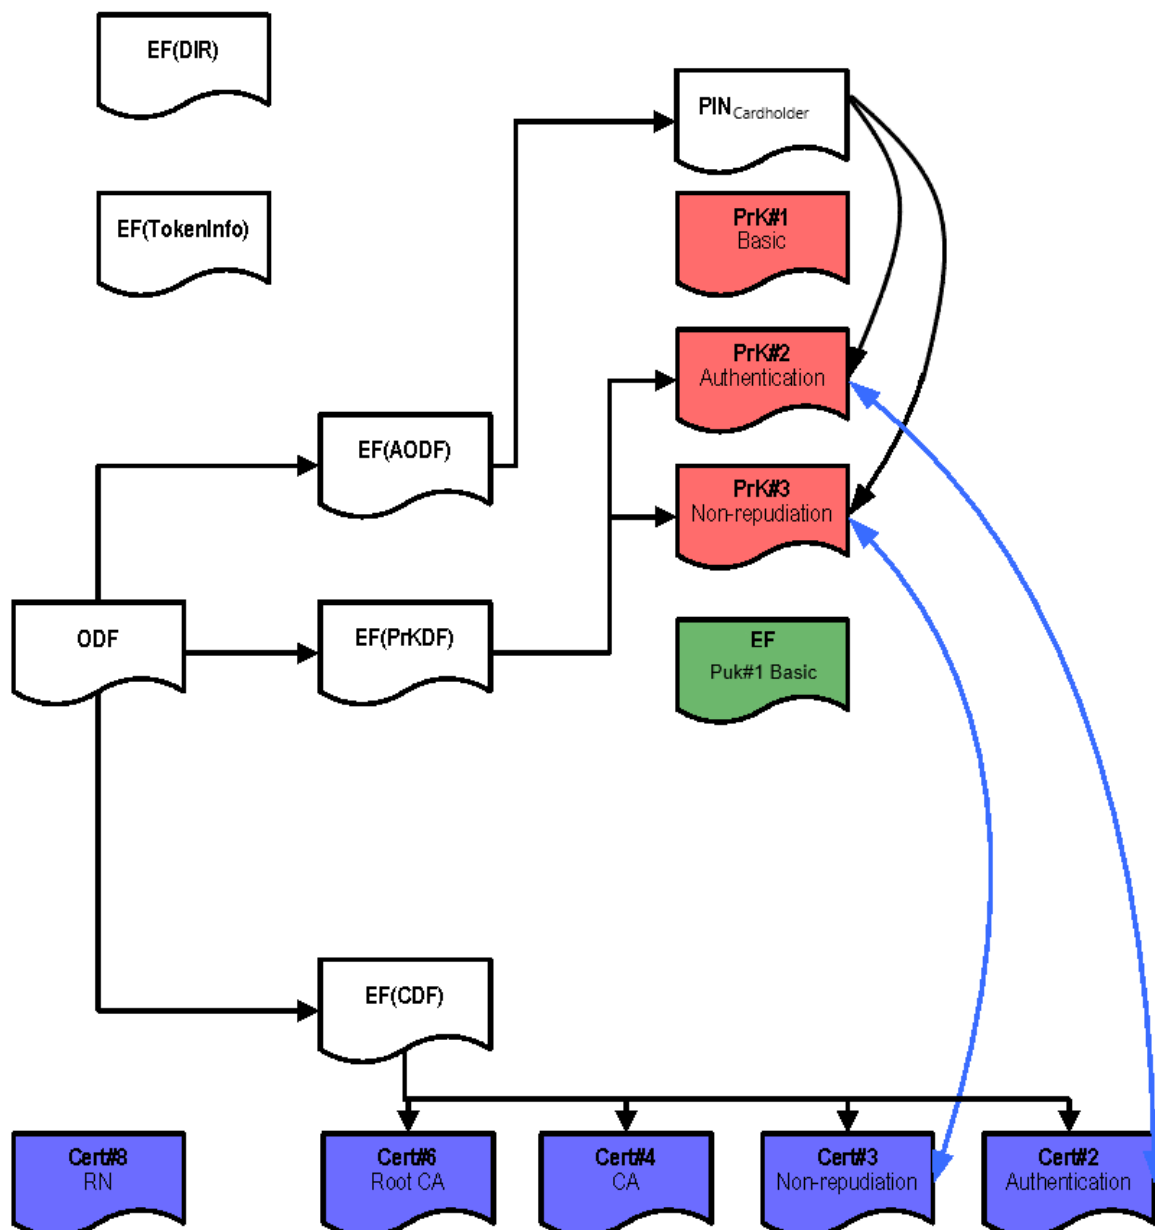 EF(DIR)
PIN Cardholder
PrK#1
Basic
EF(TokenInfo)
PrK#2
Authentication
EF(AODF)
PrK#3
Non-repudiation
ODF
EF(PrKDF)
EF
Puk#1 Basic
EF(CDF)
Cert#8
RN
Cert#6
Root CA
Cert#4
CA
Cert#3
Non-repudiation
Cert#2
Authentication